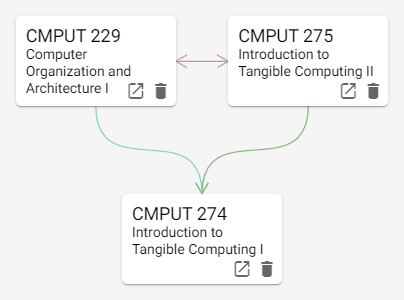 CMPUT 229
Computer
Organization and
Architecture I
CMPUT 275
Introduction to
Tangible Computing II
CMPUT 274
Introduction to
Tangible Computing I